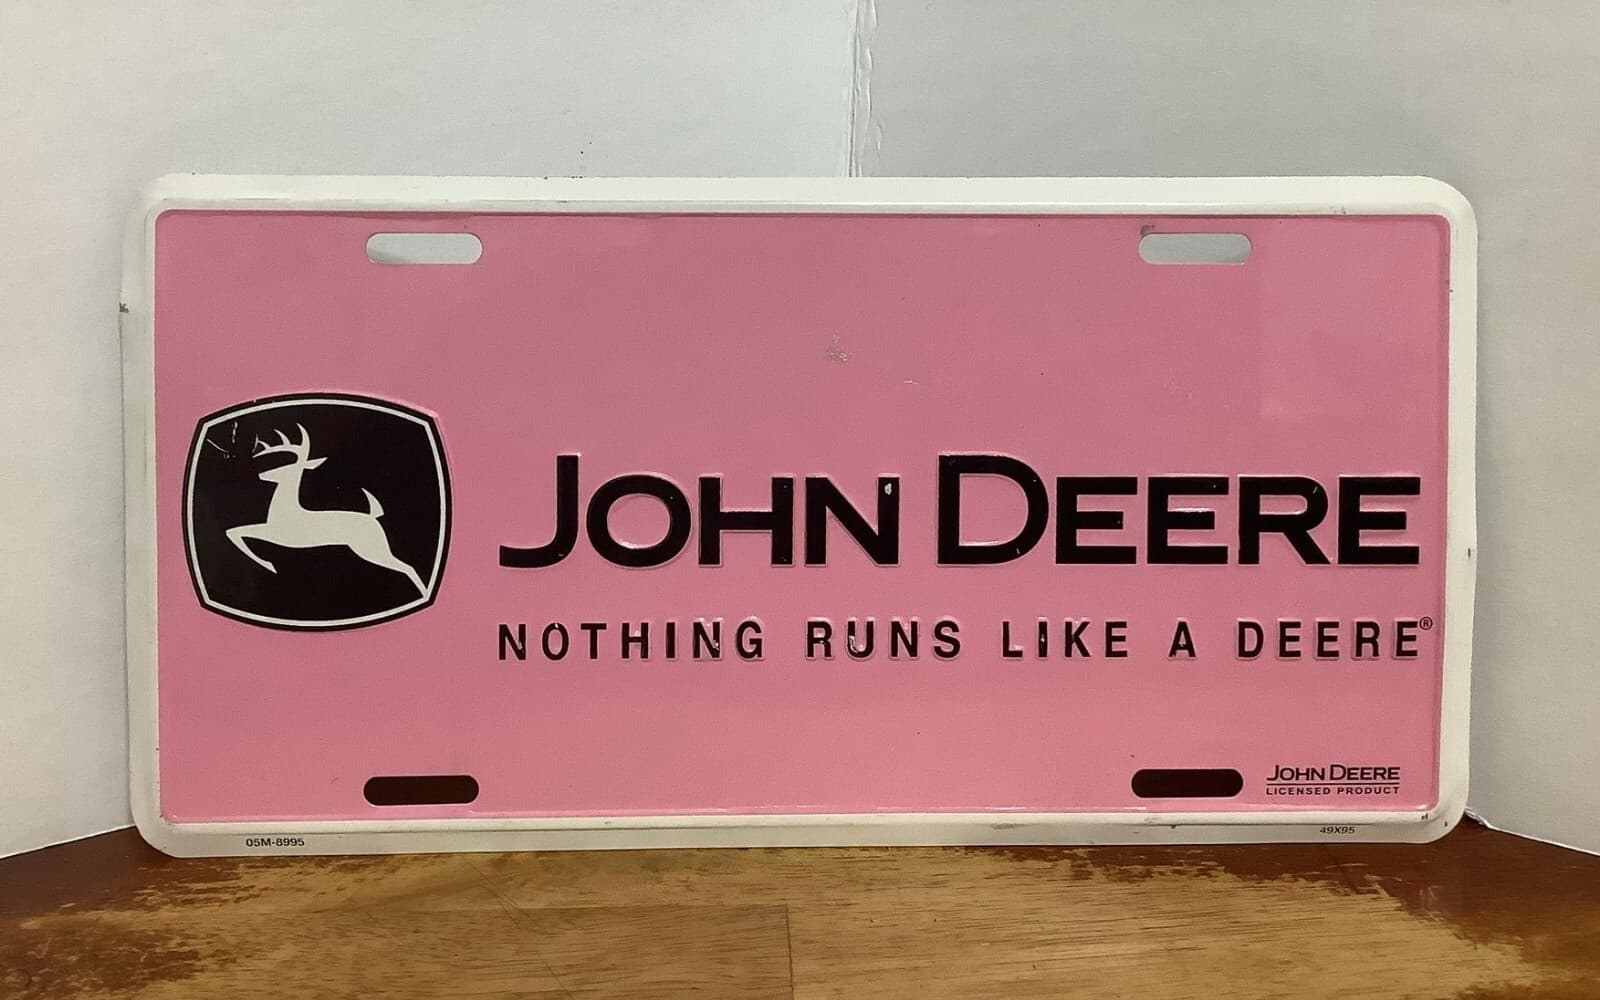 JOHN DEERE
NOTHING RUNS LIKE A DEERE®
JOHN DEERE
LICENSED PRODUCT
05M-8995
49X95